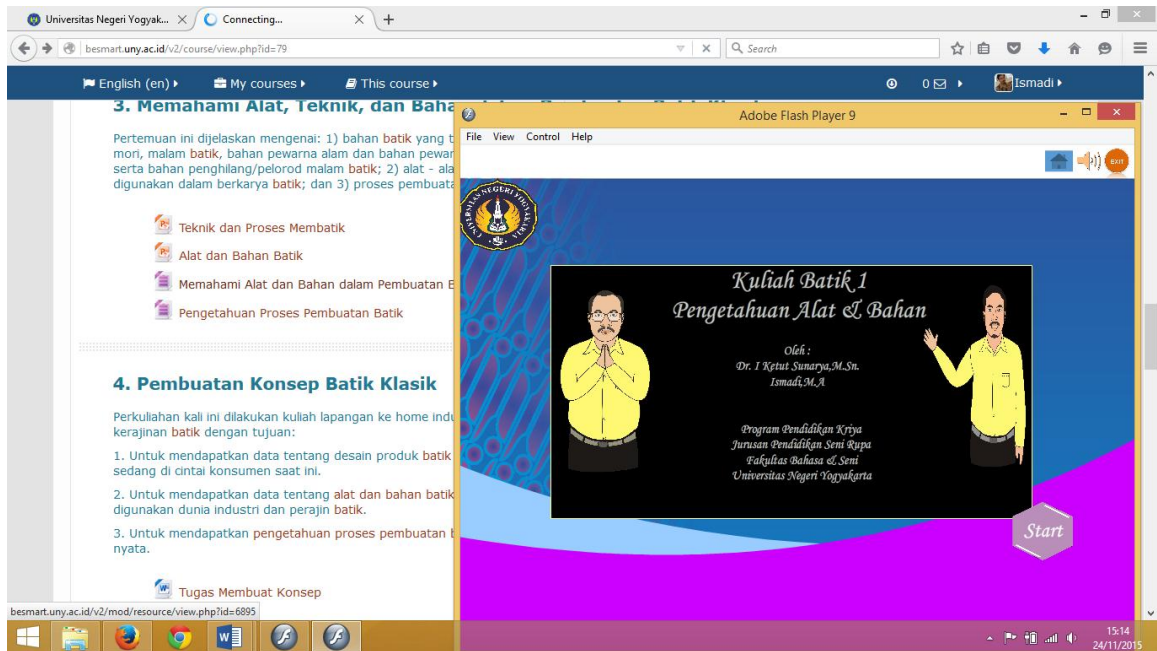 Universitas Negeri Yogyak...
Connecting...
besmart.uny.ac.id/v2/course/view.php?id=79
Search
English (en)
My courses
This course
0
Ismadi
3. Memahami Alat, Teknik, dan Baha
Pertemuan ini dijelaskan mengenai: 1) bahan batik yang t
mori, malam batik, bahan pewarna alam dan bahan pewar
serta bahan penghilang/pelorod malam batik; 2) alat - ala
digunakan dalam berkarya batik; dan 3) proses pembuata
Teknik dan Proses Membatik
Alat dan Bahan Batik
Memahami Alat dan Bahan dalam Pembuatan B
Pengetahuan Proses Pembuatan Batik
4. Pembuatan Konsep Batik Klasik
Perkuliahan kali ini dilakukan kuliah lapangan ke home indu
kerajinan batik dengan tujuan:
1. Untuk mendapatkan data tentang desain produk batik
sedang di cintai konsumen saat ini.
2. Untuk mendapatkan data tentang alat dan bahan batik
digunakan dunia industri dan perajin batik.
3. Untuk mendapatkan pengetahuan proses pembuatan b
nyata.
Tugas Membuat Konsep
besmart.uny.ac.id/v2/mod/resource/view.php?id=6895
Adobe Flash Player 9
File View Control Help
EXIT
UNIVERSITAS NEGERI YOGYAKARTA
Kuliah Batik 1
Pengetahuan Alat & Bahan
Oleh :
Dr. I Ketut Sunarya,M.Sn.
Ismadi,M.A
Program Pendidikan Kriya
Jurusan Pendidikan Seni Rupa
Fakultas Bahasa & Seni
Universitas Negeri Yogyakarta
Start
15:14
24/11/2015